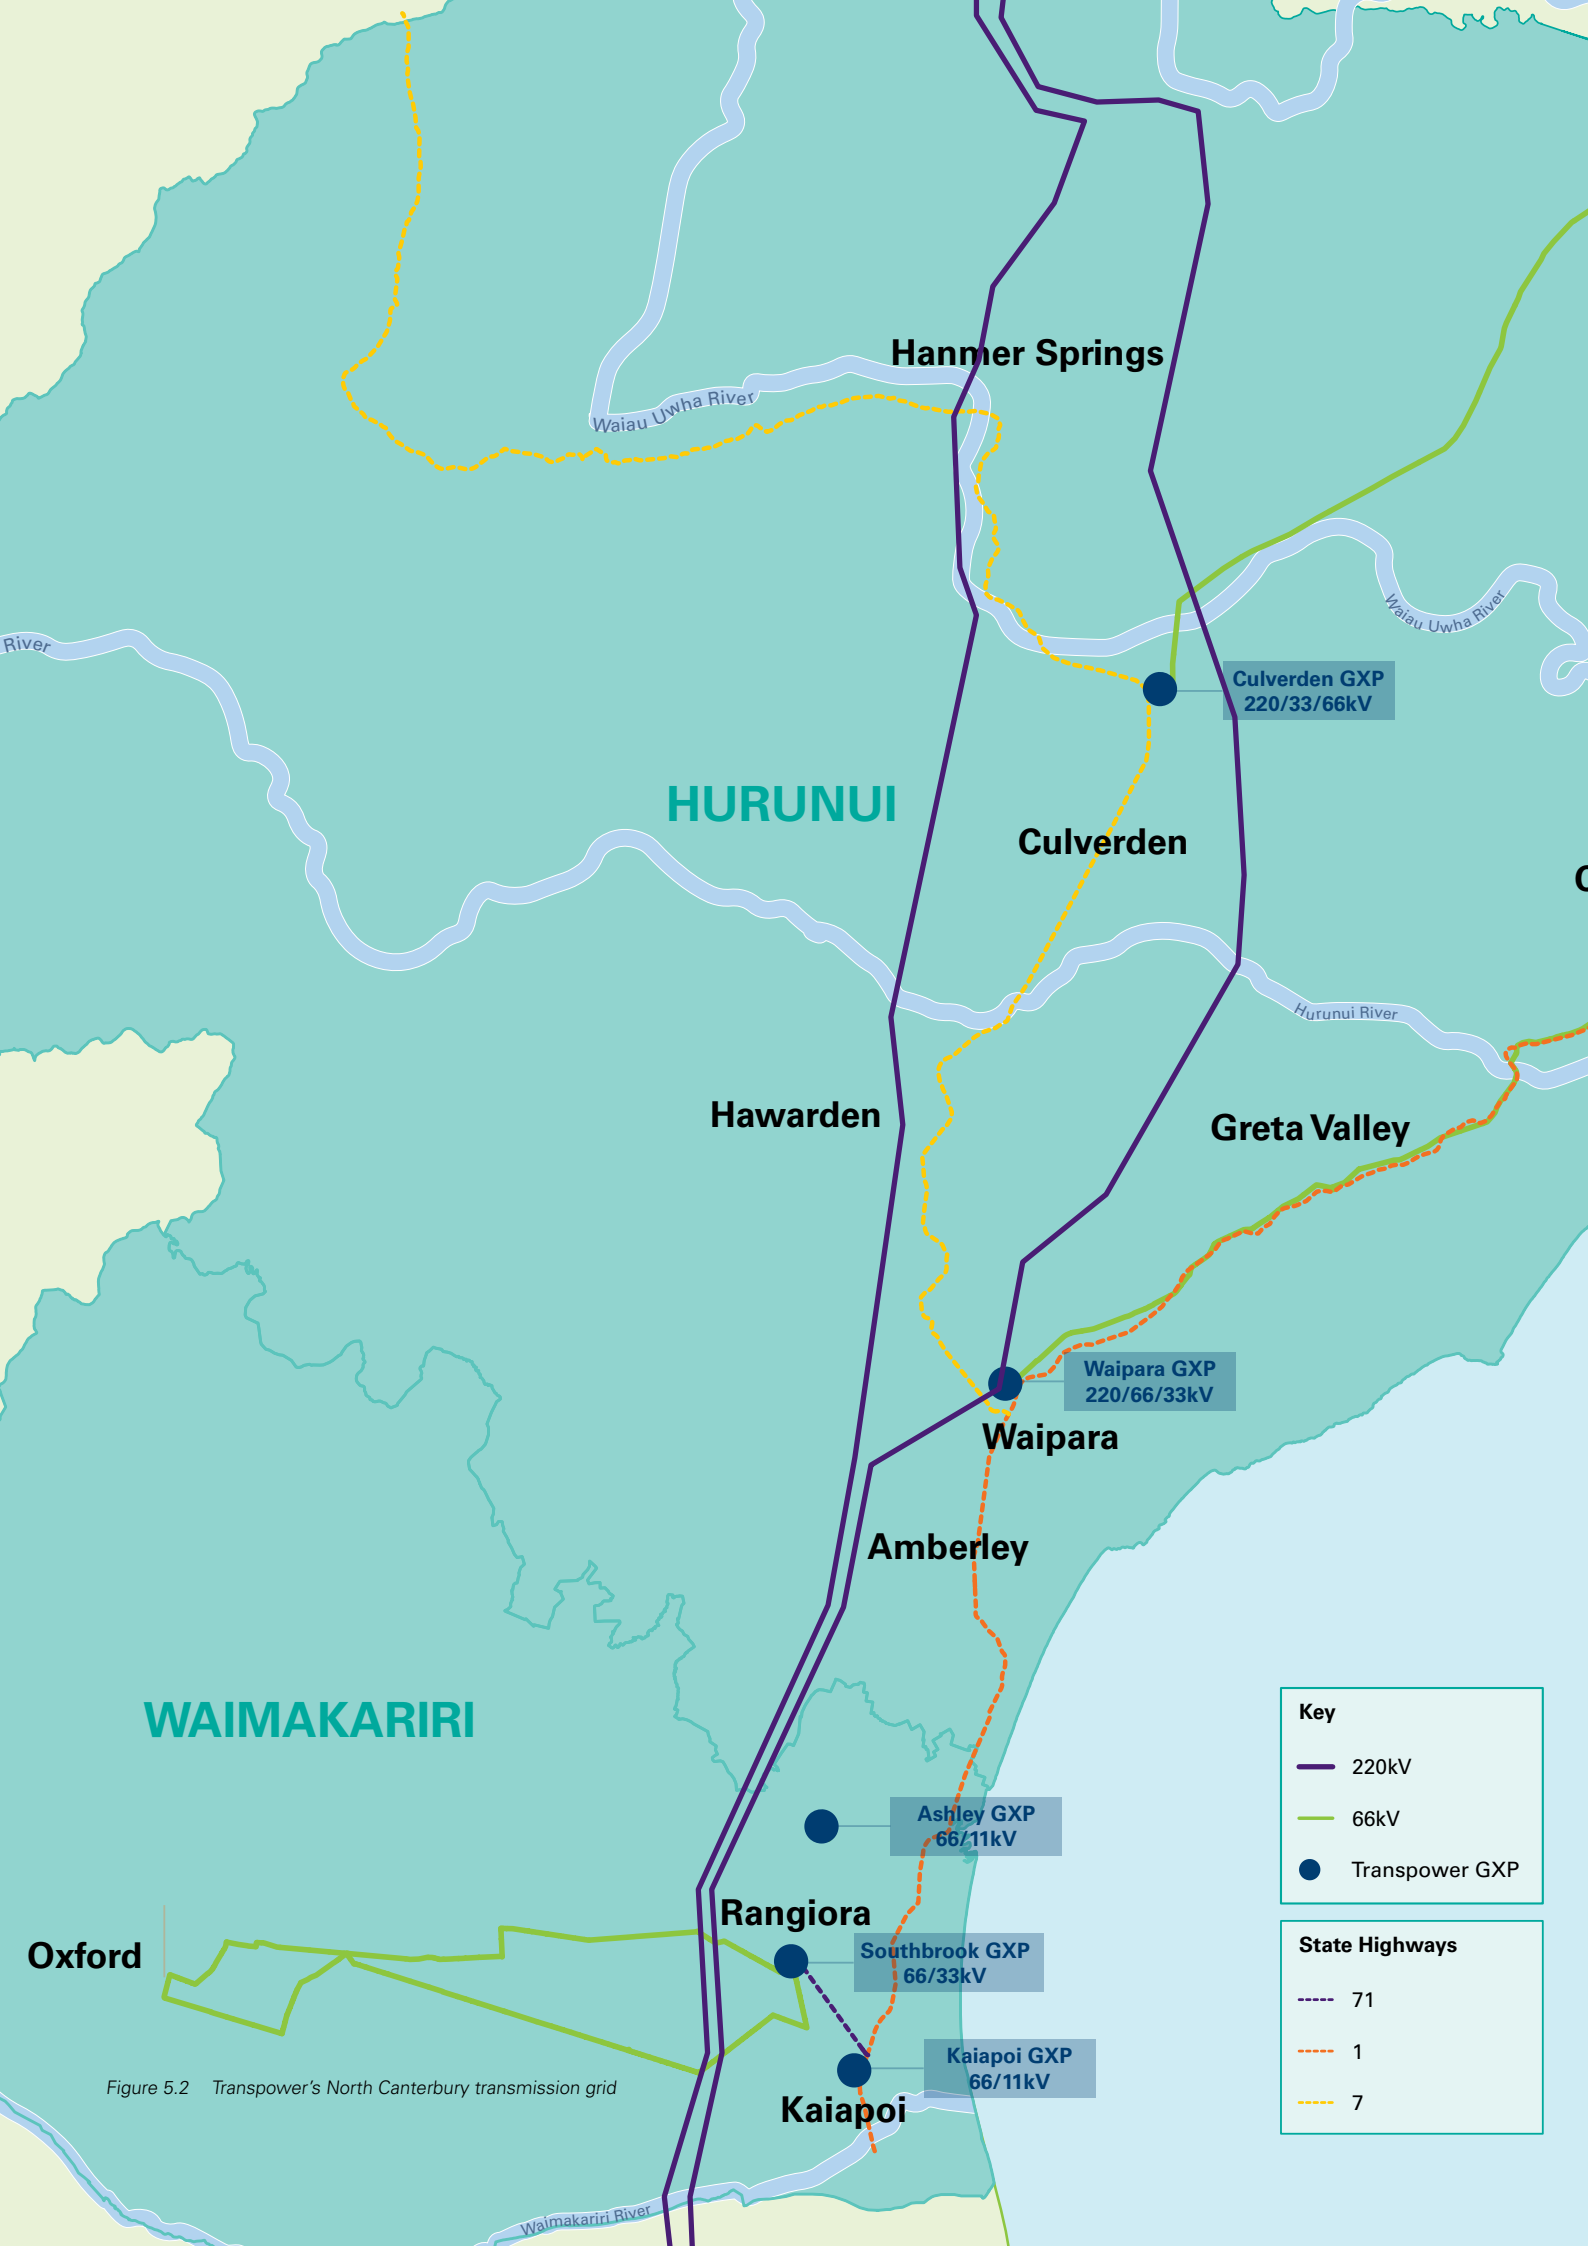 Hanmer Springs
Waiau Uwha River
Waiau Uwha River
River
Culverden GXP
220/33/66kV
HURUNUI
Culverden
Hurunui River
Hawarden
Greta Valley
Waipara GXP
220/66/33kV
Waipara
Amberley
WAIMAKARIRI
Key
220kV
66kV
Transpower GXP
Ashley GXP
66/11kV
Rangiora
Oxford
Southbrook GXP
66/33kV
State Highways
71
1
7
Kaiapoi GXP
66/11kV
Figure 5.2 Transpower's North Canterbury transmission grid
Kaiapoi
Waimakariri River